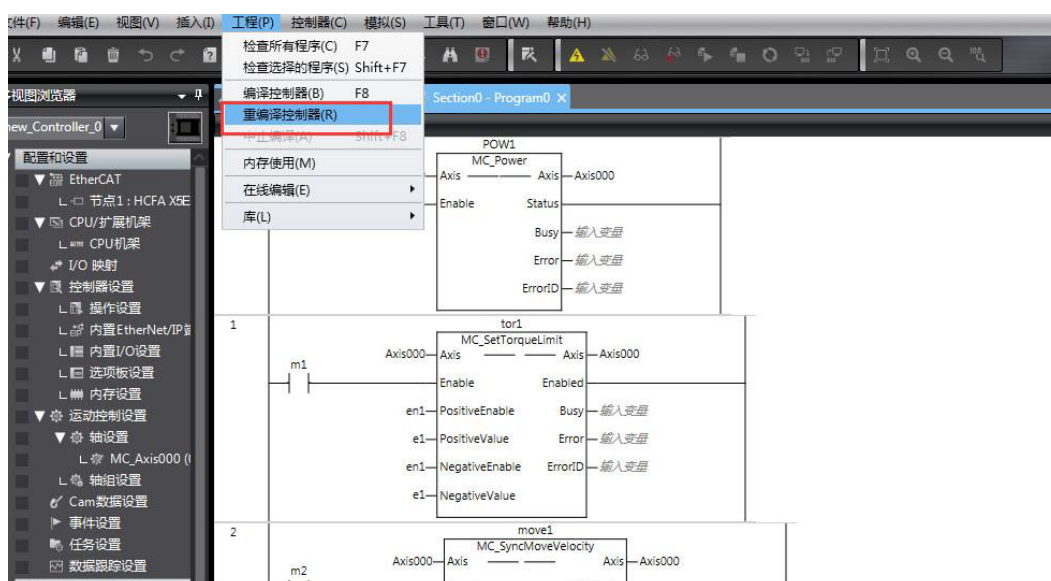 件(F) 编辑(E) 视图(V) 插入(I) 工程(P) 控制器(C) 模拟(S) 工具(T) 窗口(W) 帮助(H)
检查所有程序(C) F7
检查选择的程序(S) Shift+F7
编译控制器(B) F8
重编译控制器(R)
中止编译(A) Shift+F8
内存使用(M)
在线编辑(E)
库(L)
视图浏览器
new_Controller_0
配置和设置
EtherCAT
节点1 : HCFA X5E
CPU/扩展机架
CPU机架
I/O 映射
控制器设置
操作设置
内置EtherNet/IP
内置I/O设置
选项板设置
内存设置
运动控制设置
轴设置
MC_Axis000 (
轴组设置
Cam数据设置
事件设置
任务设置
数据跟踪设置
Section0 - Program0
POW1
MC_Power
Axis Axis Axis000
Enable Status
Busy 输入变量
Error 输入变量
ErrorID 输入变量
1
tor1
MC_SetTorqueLimit
Axis000 Axis Axis Axis000
m1
Enable Enabled
en1 PositiveEnable Busy 输入变量
e1 PositiveValue Error 输入变量
en1 NegativeEnable ErrorID 输入变量
e1 NegativeValue
2
move1
MC_SyncMoveVelocity
Axis000 Axis Axis Axis000
m2